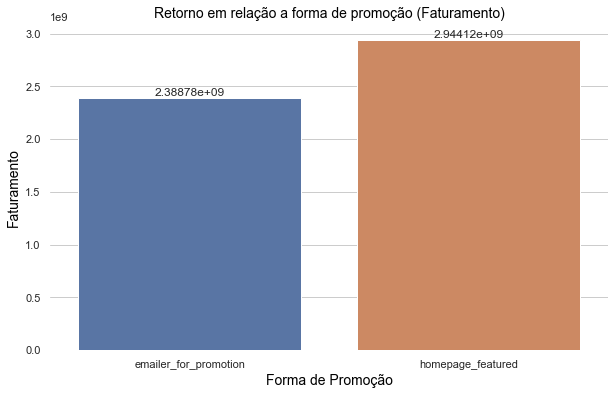 Retorno em relação a forma de promoção (Faturamento)
1e9
3.0
2.5
2.0
1.5
1.0
0.5
0.0
Faturamento
2.38878e+09
2.94412e+09
emailer_for_promotion
homepage_featured
Forma de Promoção